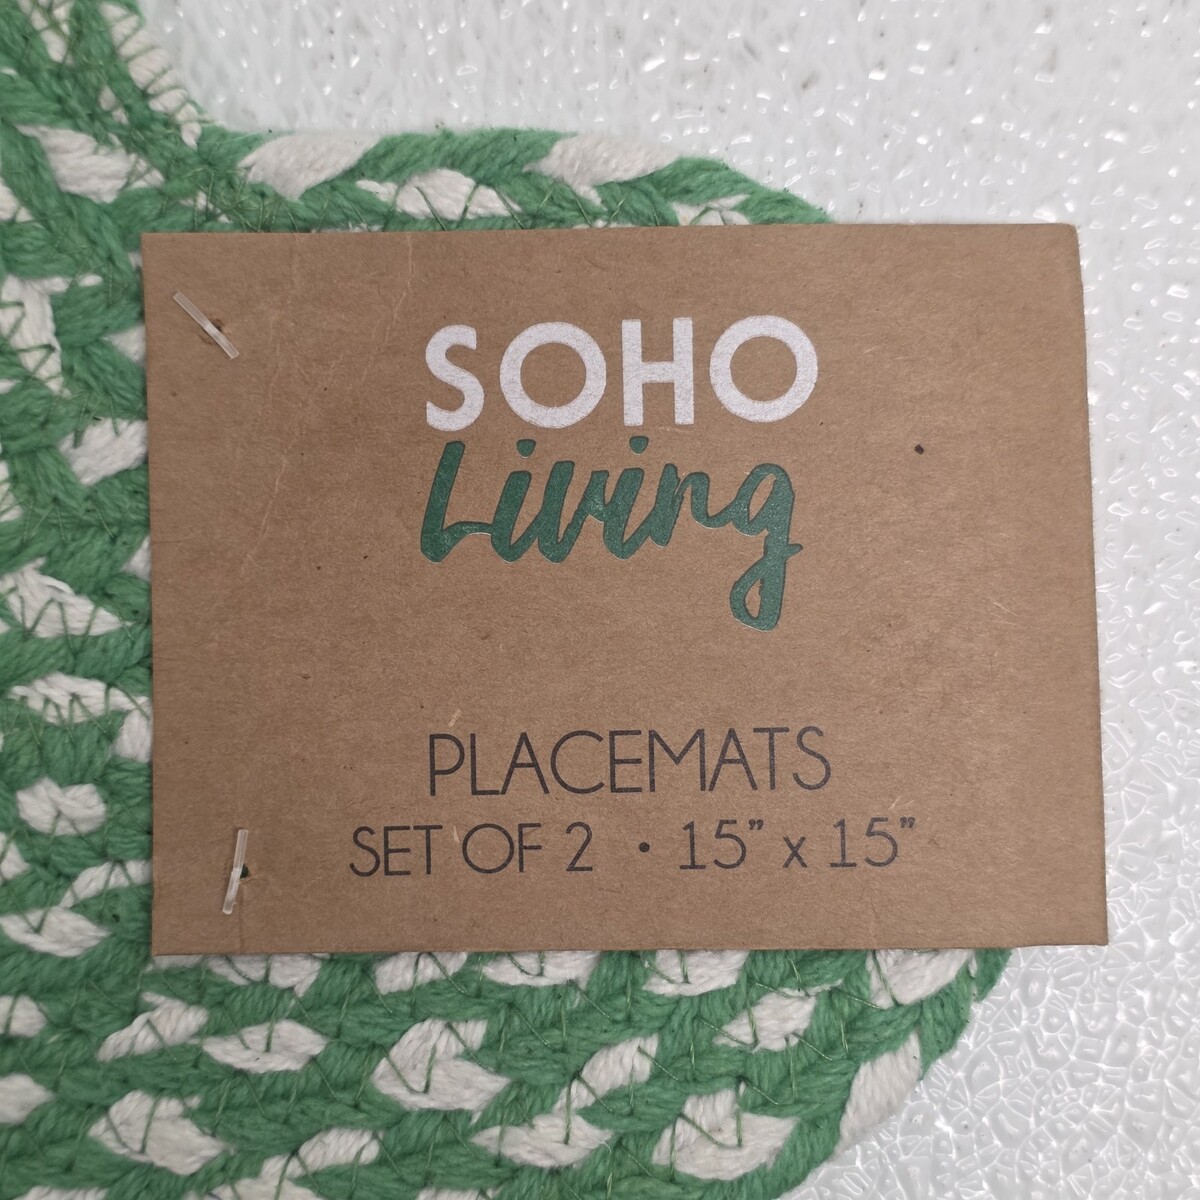 SOHO
Living
PLACEMATS
SET OF 2 • 15” x 15”